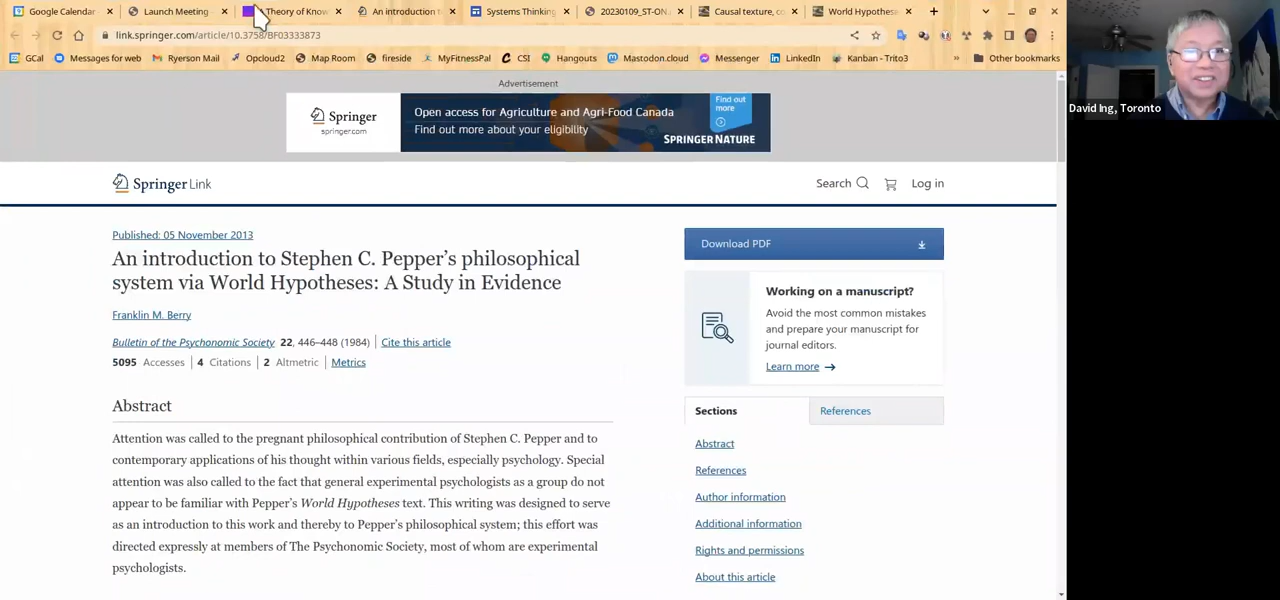 Google Calendar
Launch Meeting
Theory of Know
An introduction t
Systems Thinking
20230109_ST-ON
Causal texture, co
World Hypothese
link.springer.com/article/10.3758/BF03333873
GCal
Messages for web
Ryerson Mail
Opcloud2
Map Room
fireside
MyFitnessPal
CSI
Hangouts
Mastodon.cloud
Messenger
LinkedIn
Kanban - Trito3
»
Other bookmarks
David Ing, Toronto
Advertisement
Springer
springer.com
Open access for Agriculture and Agri-Food Canada
Find out more about your eligibility
Find out
more
SPRINGER NATURE
Springer Link
Search
Log in
Published: 05 November 2013
An introduction to Stephen C. Pepper's philosophical
system via World Hypotheses: A Study in Evidence
Franklin M. Berry
Bulletin of the Psychonomic Society 22, 446–448 (1984) | Cite this article
5095 Accesses | 4 Citations | 2 Altmetric | Metrics
Abstract
Attention was called to the pregnant philosophical contribution of Stephen C. Pepper and to
contemporary applications of his thought within various fields, especially psychology. Special
attention was also called to the fact that general experimental psychologists as a group do not
appear to be familiar with Pepper's World Hypotheses text. This writing was designed to serve
as an introduction to this work and thereby to Pepper's philosophical system; this effort was
directed expressly at members of The Psychonomic Society, most of whom are experimental
psychologists.
Download PDF
Working on a manuscript?
Avoid the most common mistakes
and prepare your manuscript for
journal editors.
Learn more →
Sections
References
Abstract
References
Author information
Additional information
Rights and permissions
About this article